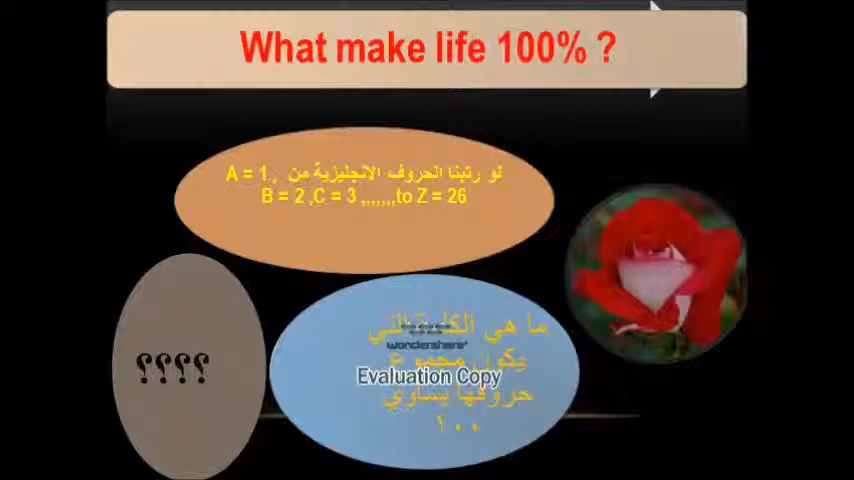 What make life 100% ?
لو رتبنا الحروف الانجليزية من A = 1 ,
B = 2 ,C = 3 ,,,,,,,to Z = 26
؟؟؟؟
ما هي الكلمة التي
wondershare
يكون مجموع
Evaluation Copy
حروفها يساوي
١٠٠